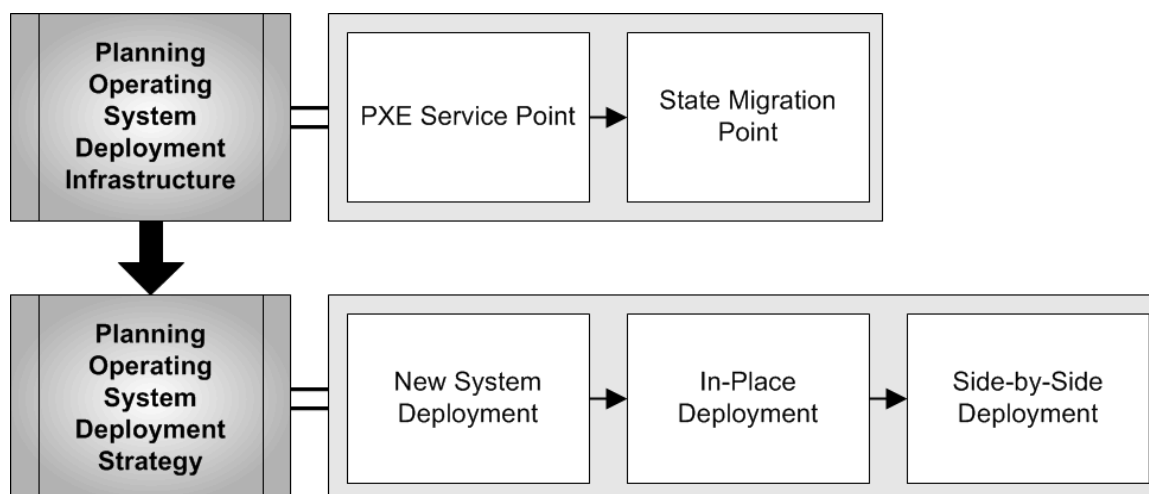 Planning
Operating
System
Deployment
Infrastructure
PXE Service Point
State Migration
Point
Planning
Operating
System
Deployment
Strategy
New System
Deployment
In-Place
Deployment
Side-by-Side
Deployment